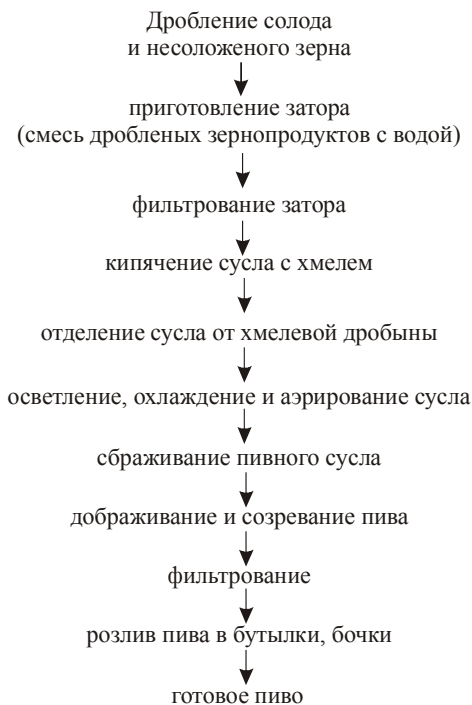 Дробление солода
и несоложеного зерна
приготовление затора
(смесь дробленых зернопродуктов с водой)
фильтрование затора
кипячение сусла с хмелем
отделение сусла от хмелевой дробыны
осветление, охлаждение и аэрирование сусла
сбраживание пивного сусла
дображивание и созревание пива
фильтрование
розлив пива в бутылки, бочки
готовое пиво